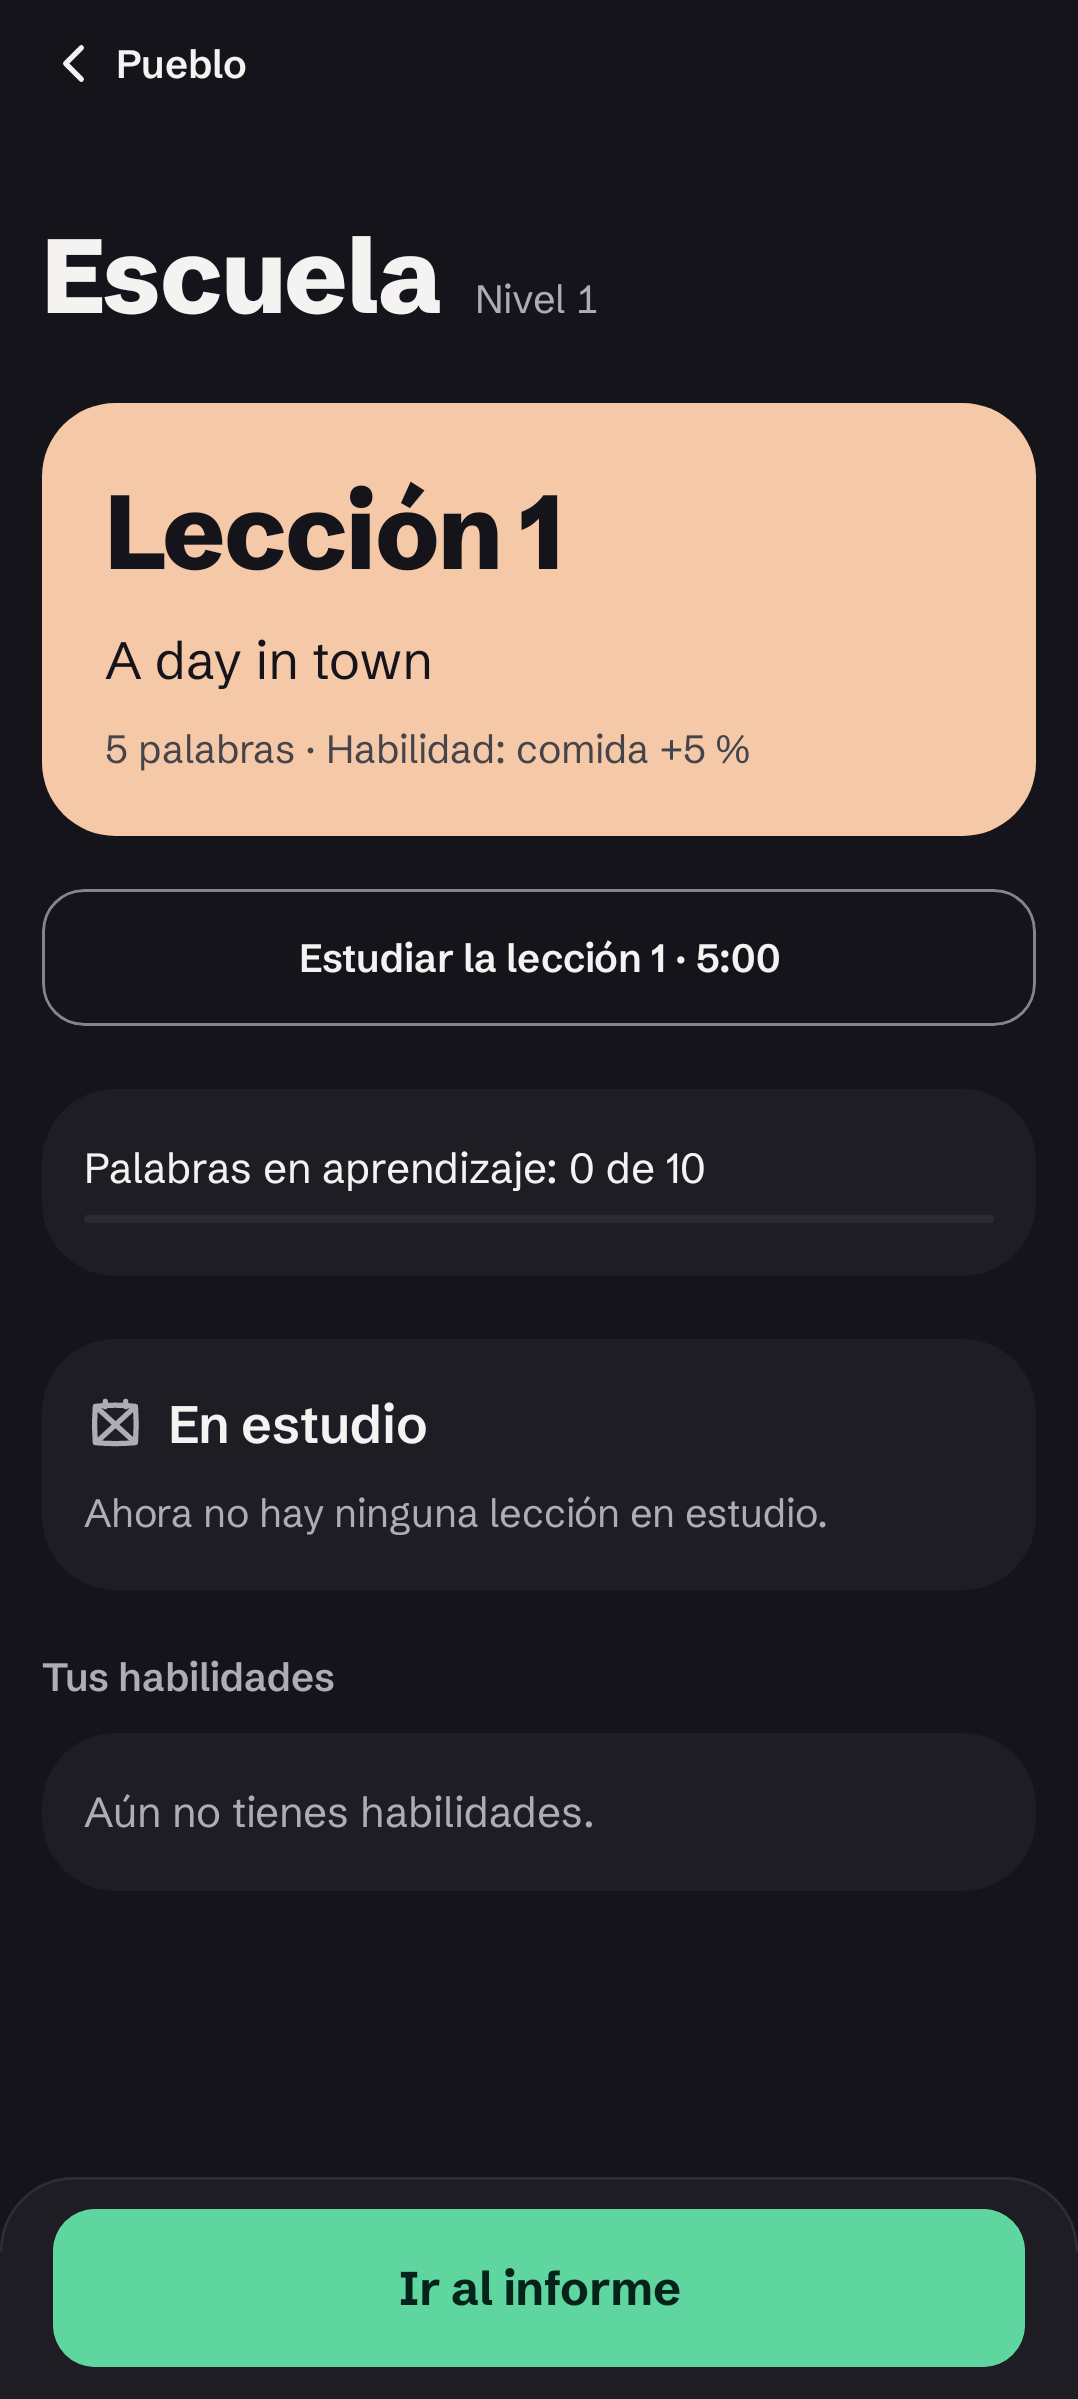 Pueblo
Escuela Nivel 1
Lección 1
A day in town
5 palabras · Habilidad: comida +5 %
Estudiar la lección 1 · 5:00
Palabras en aprendizaje: 0 de 10
En estudio
Ahora no hay ninguna lección en estudio.
Tus habilidades
Aún no tienes habilidades.
Ir al informe